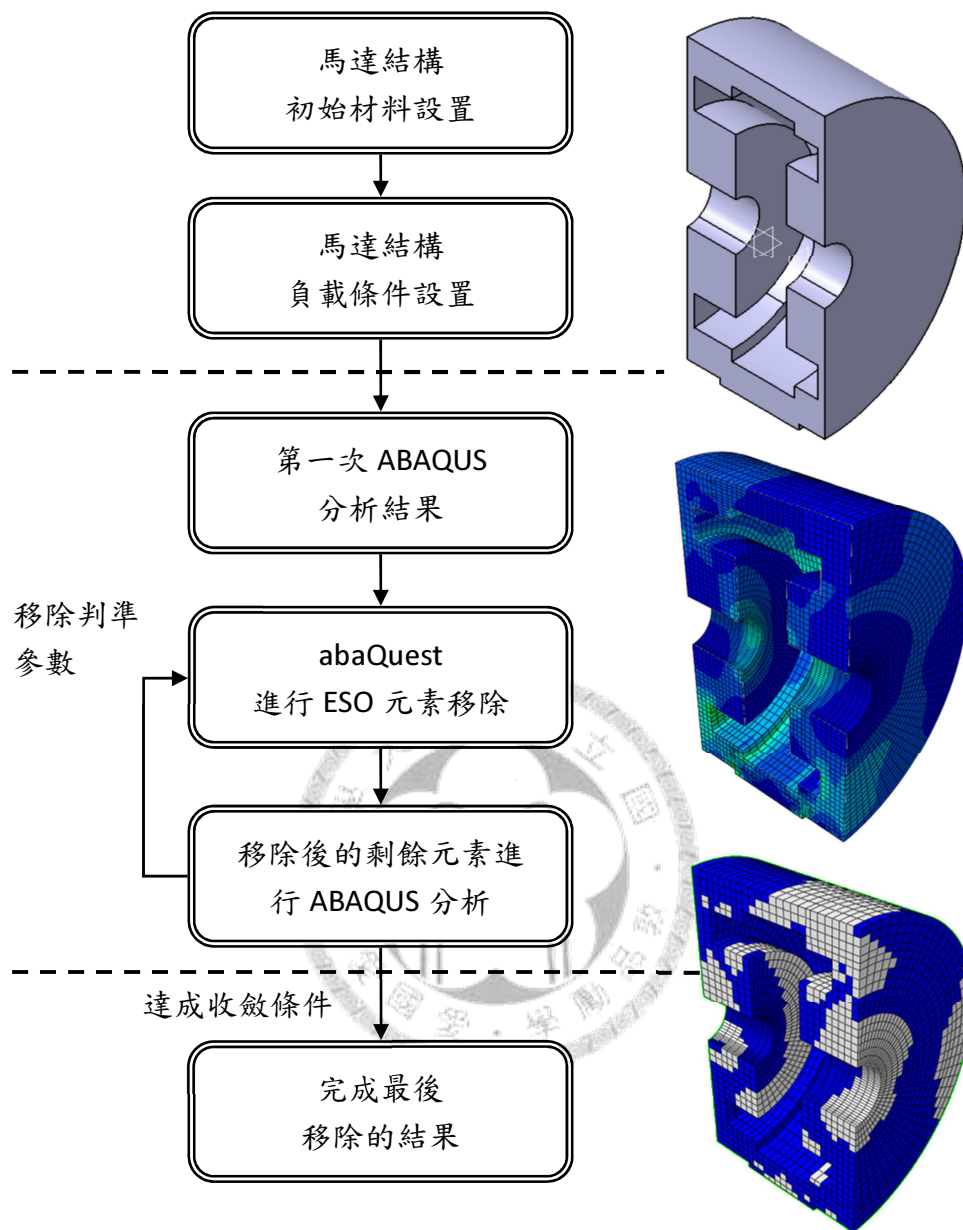 馬達結構
初始材料設置
馬達結構
負載條件設置
第一次 ABAQUS
分析結果
移除判準
參數
abaQuest
進行 ESO 元素移除
移除後的剩餘元素進
行 ABAQUS 分析
達成收斂條件
完成最後
移除的結果